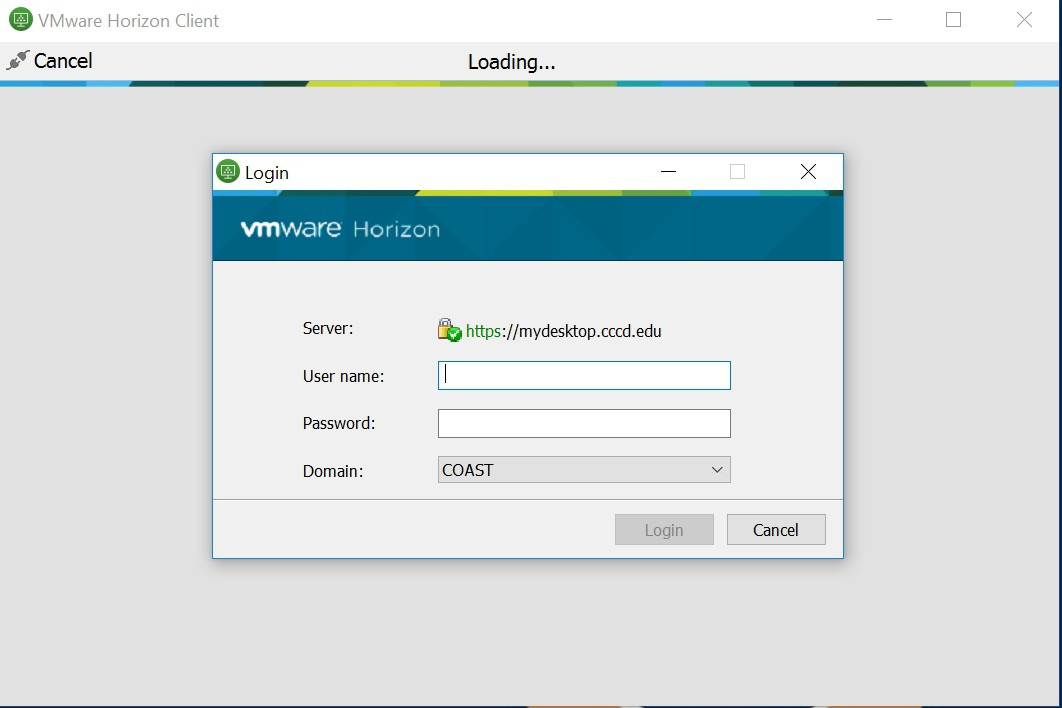 VMware Horizon Client
Cancel Loading...
Login
vmware Horizon
Server: https://mydesktop.cccd.edu
User name:
Password:
Domain: COAST
Login Cancel